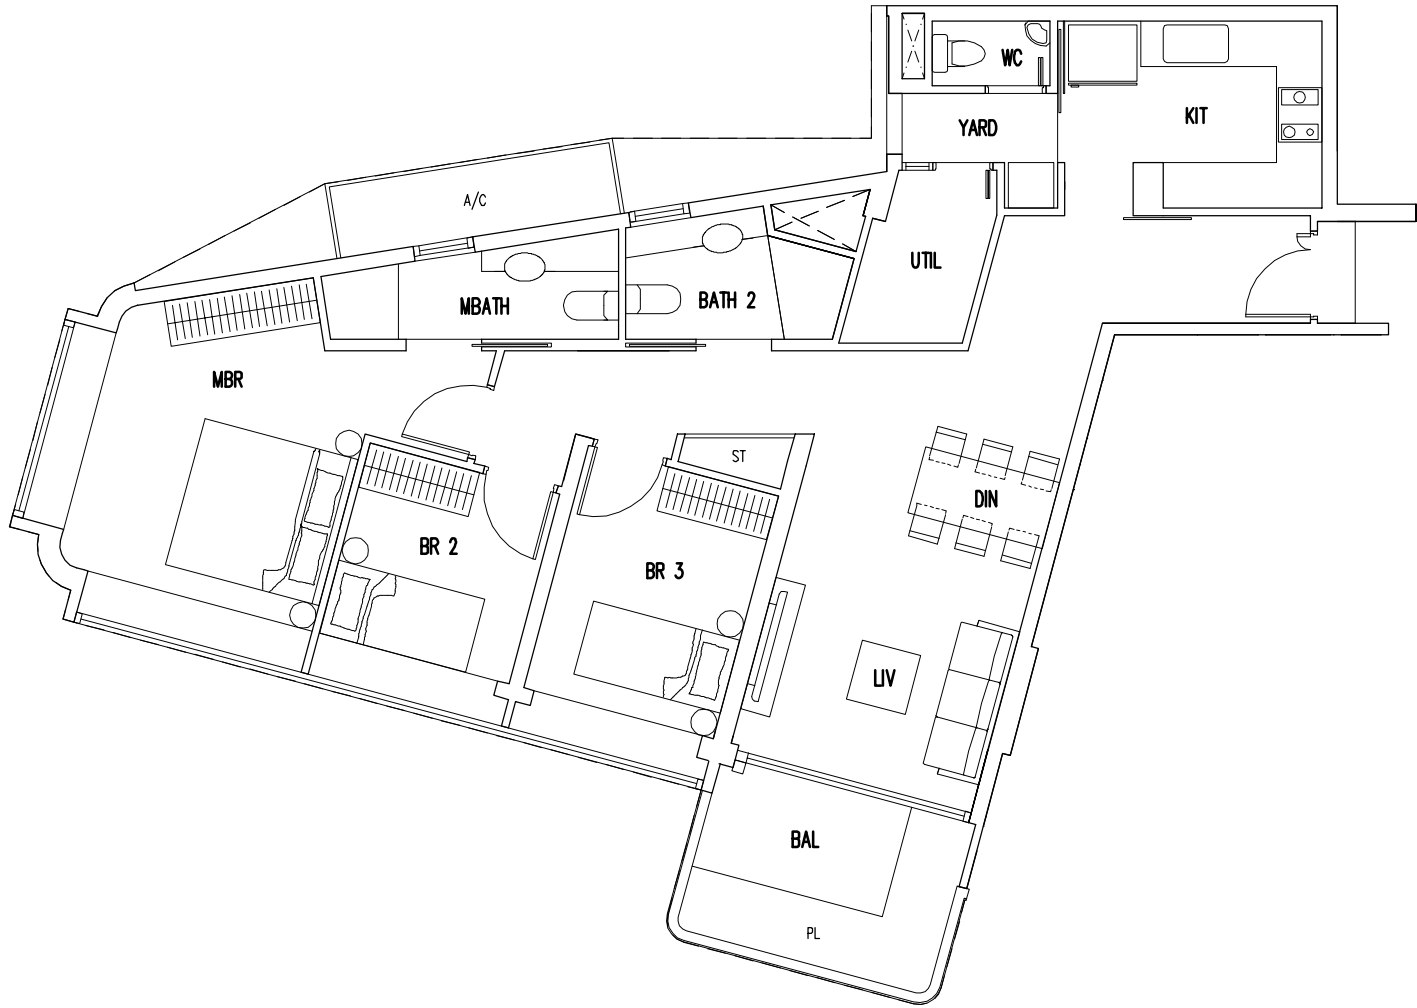 WC
KIT
YARD
A/C
UTIL
MBATH
BATH 2
MBR
ST
DIN
BR 2
BR 3
LIV
BAL
PL